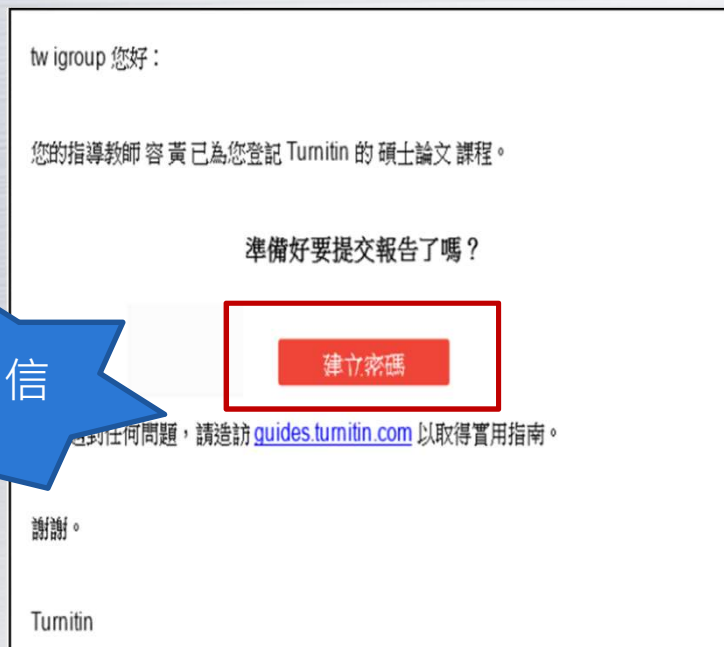 tw igroup 您好：
您的指導教師 容 黃 已為您登記 Turnitin 的 碩士論文 課程。
準備好要提交報告了嗎？
建立密碼
信
遇到任何問題，請造訪 guides.turnitin.com 以取得實用指南。
謝謝。
Turnitin